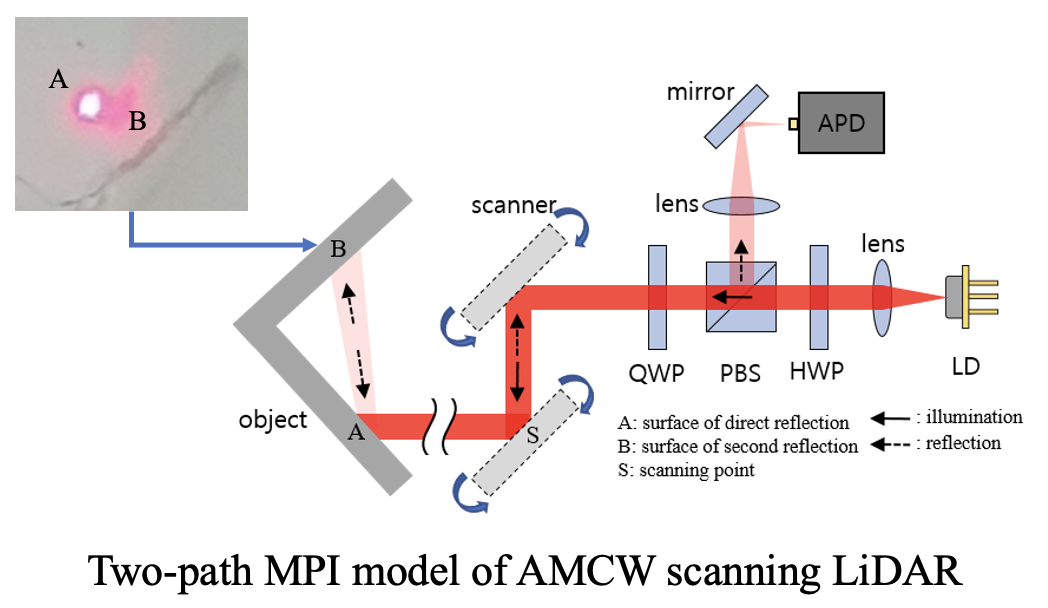 A
B
mirror
APD
scanner
lens
B
lens
QWP
PBS
HWP
LD
object
A
S
A: surface of direct reflection
B: surface of second reflection
S: scanning point
: illumination
: reflection
Two-path MPI model of AMCW scanning LiDAR